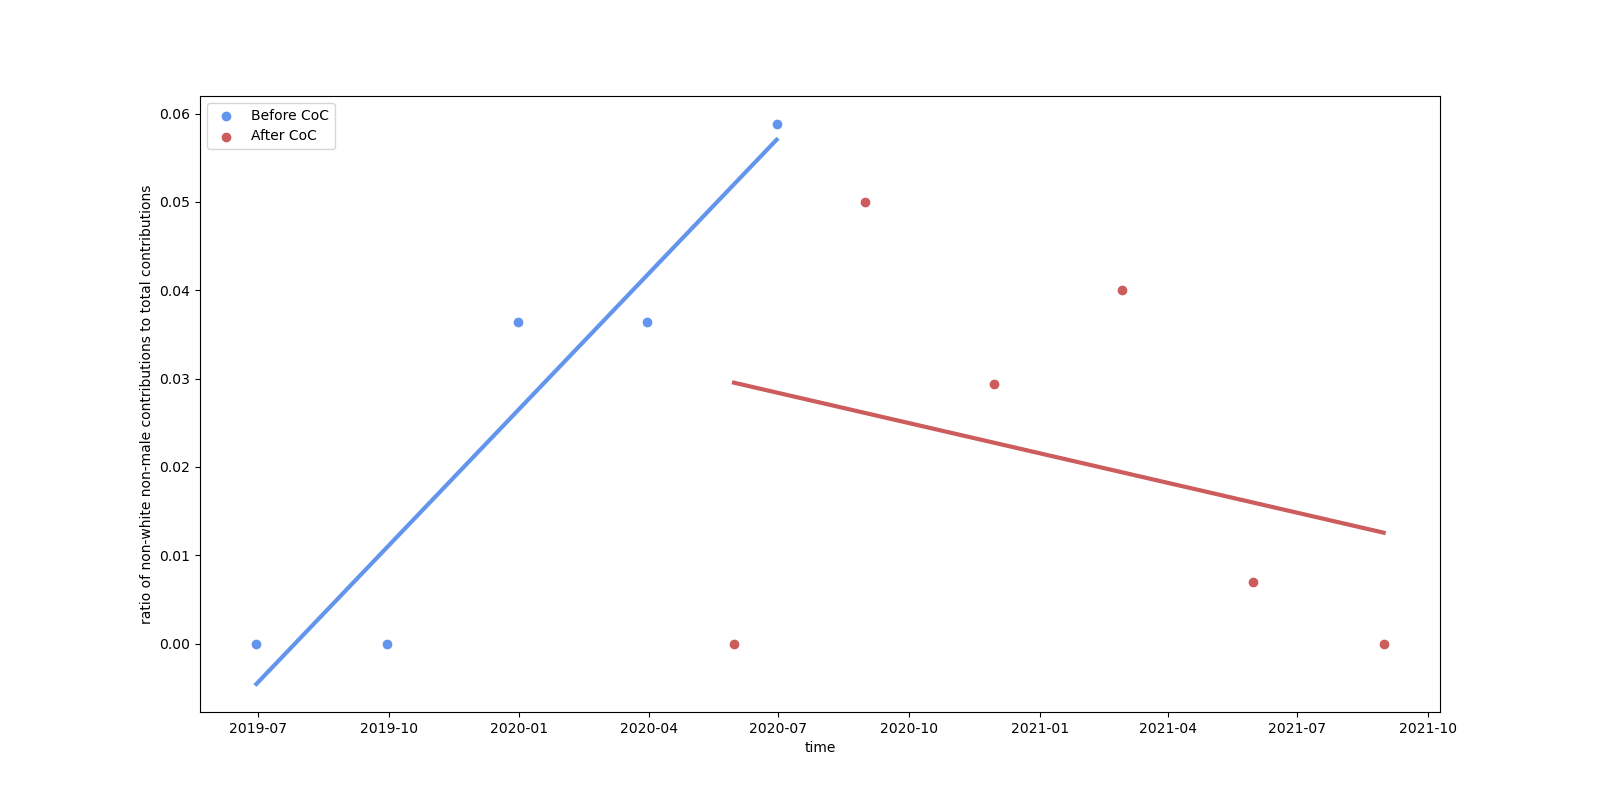 Before CoC
After CoC
ratio of non-white non-male contributions to total contributions
0.06
0.05
0.04
0.03
0.02
0.01
0.00
2019-07 2019-10 2020-01 2020-04 2020-07 2020-10 2021-01 2021-04 2021-07 2021-10
time